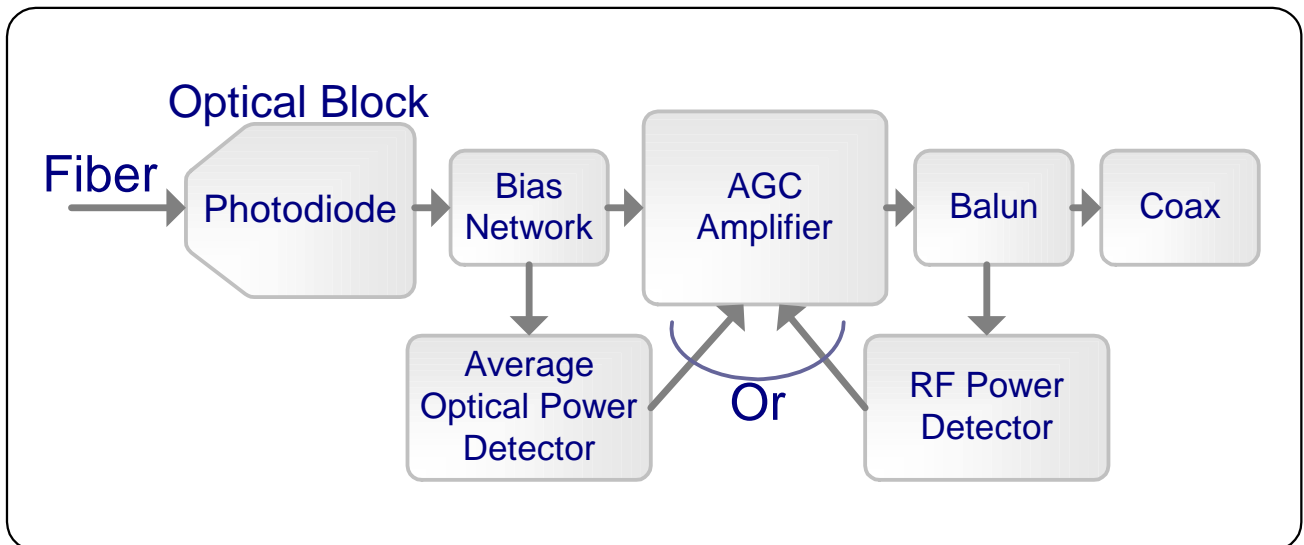 Optical Block
Fiber
Photodiode
Bias
Network
AGC
Amplifier
Balun
Coax
Average
Optical Power
Detector
Or
RF Power
Detector